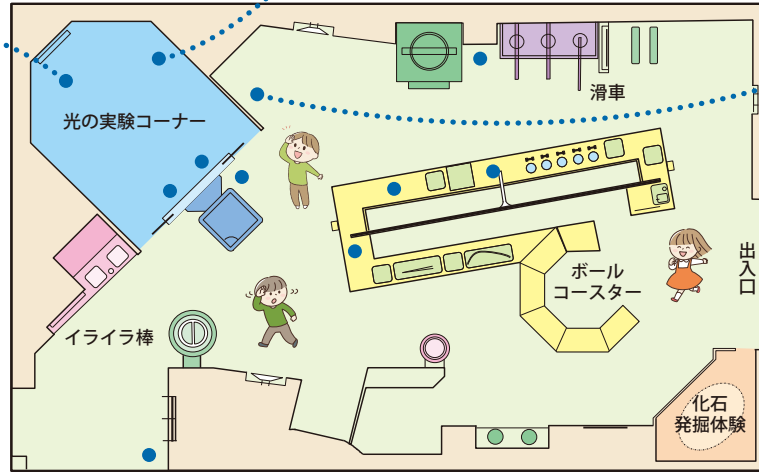 光の実験コーナー
滑車
ボール
コースター
出入口
イライラ棒
化石
発掘体験